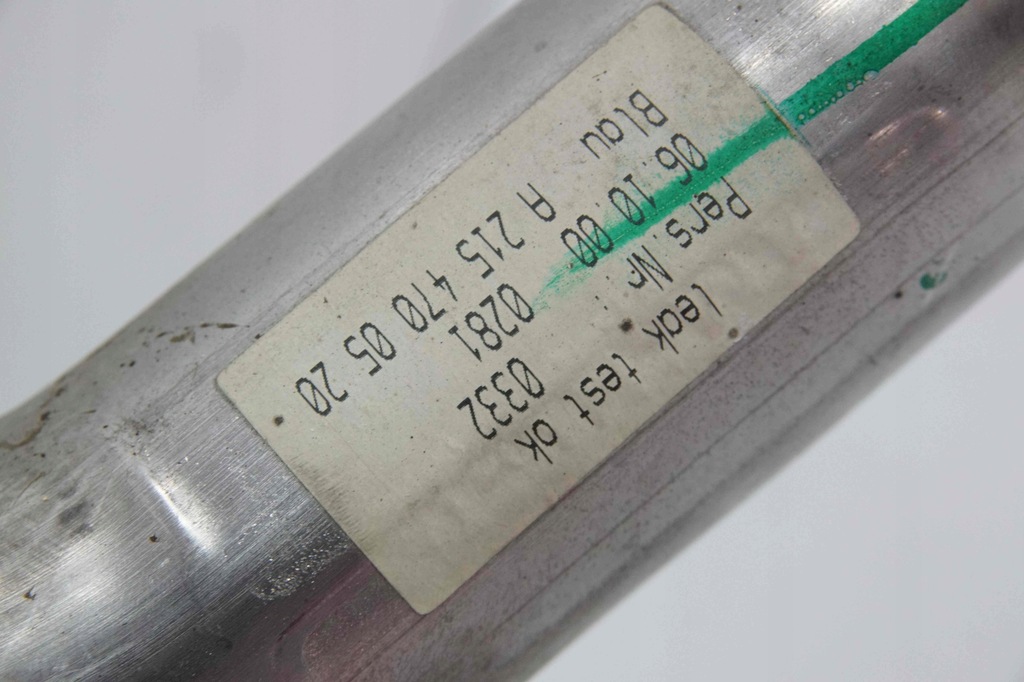 leak test ok
Pers.Nr.: 0332
06.10.00 0281
Blau A 215 470 05 20